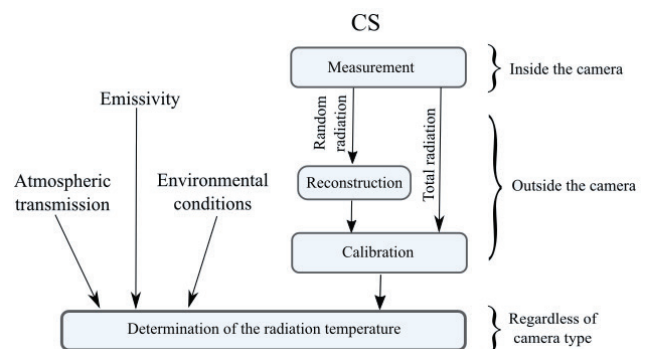 CS
Measurement
Inside the camera
Emissivity
Random
radiation
Total radiation
Atmospheric
transmission
Environmental
conditions
Reconstruction
Outside the camera
Calibration
Determination of the radiation temperature
Regardless of
camera type